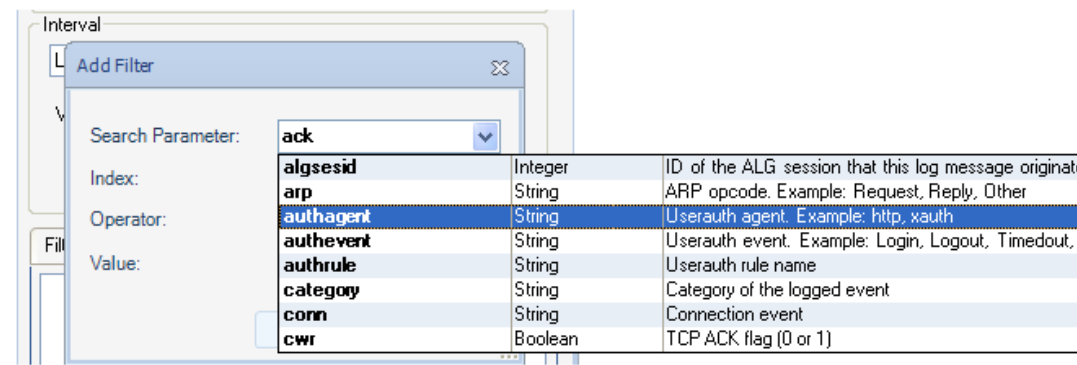 Interval
L
Add Filter
V
Search Parameter: ack
algsesid Integer ID of the ALG session that this log message originate
Index:
arp String ARP opcode. Example: Request, Reply, Other
Operator:
authagent String Userauth agent. Example: http, xauth
authevent String Userauth event. Example: Login, Logout, Timedout,
Filt
Value:
authrule String Userauth rule name
category String Category of the logged event
conn String Connection event
cwr Boolean TCP ACK flag (0 or 1)